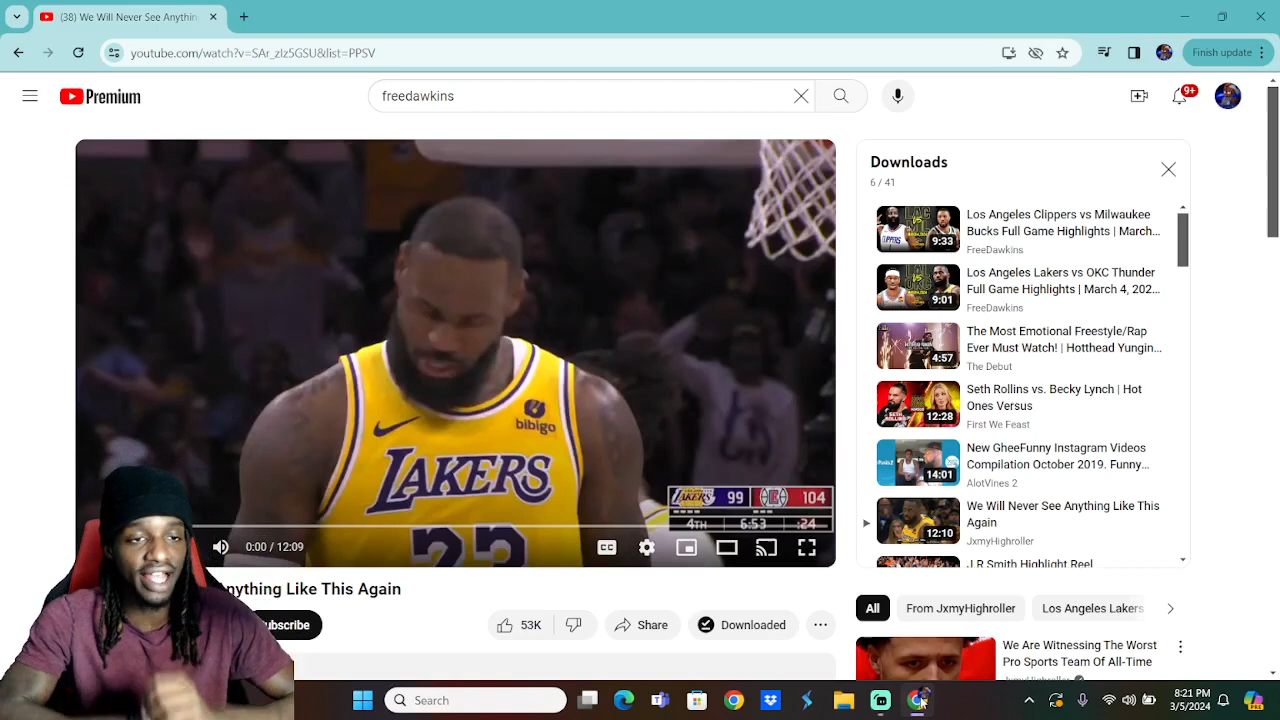 (38) We Will Never See Anythin
youtube.com/watch?v=SAr_zIz5GSU&list=PPSV
Finish update
Premium
freedawkins
9+
bibigo
LAKERS
23
LAKERS 99 104
4TH 6:53 :24
0:00 / 12:09
CC
nything Like This Again
ubscribe
53K
Share
Downloaded
Downloads
6 / 41
9:33
Los Angeles Clippers vs Milwaukee
Bucks Full Game Highlights | March...
FreeDawkins
9:01
Los Angeles Lakers vs OKC Thunder
Full Game Highlights | March 4, 202...
FreeDawkins
4:57
The Most Emotional Freestyle/Rap
Ever Must Watch! | Hotthead Yungin...
The Debut
12:28
Seth Rollins vs. Becky Lynch | Hot
Ones Versus
First We Feast
14:01
New GheeFunny Instagram Videos
Compilation October 2019. Funny...
AlotVines 2
12:10
We Will Never See Anything Like This
Again
JxmyHighroller
J.R Smith Highlight Reel
All
From JxmyHighroller
Los Angeles Lakers
We Are Witnessing The Worst
Pro Sports Team Of All-Time
JxmyHighroller
Search
8:21 PM
3/5/2024